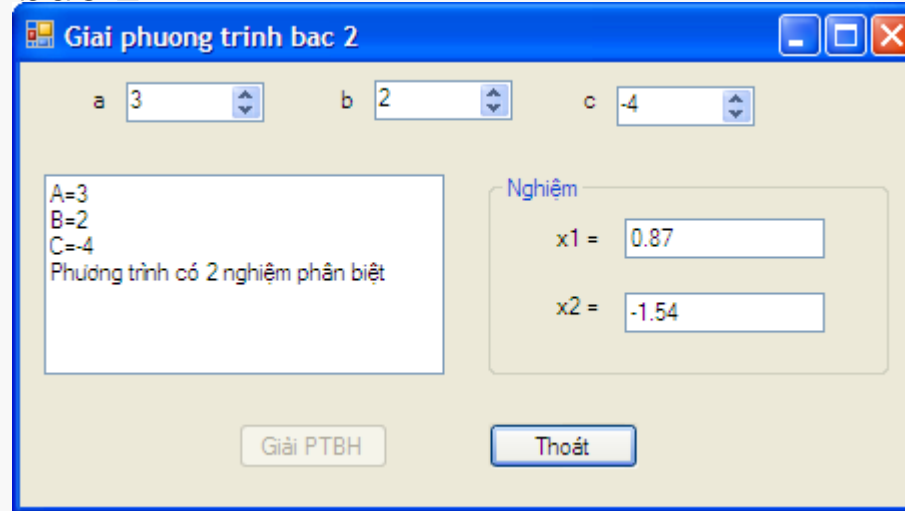 Giai phuong trinh bac 2
a 3 b 2 c -4
A=3
B=2
C=-4
Phương trình có 2 nghiệm phân biệt
Nghiệm
x1 = 0.87
x2 = -1.54
Giải PTBH Thoát